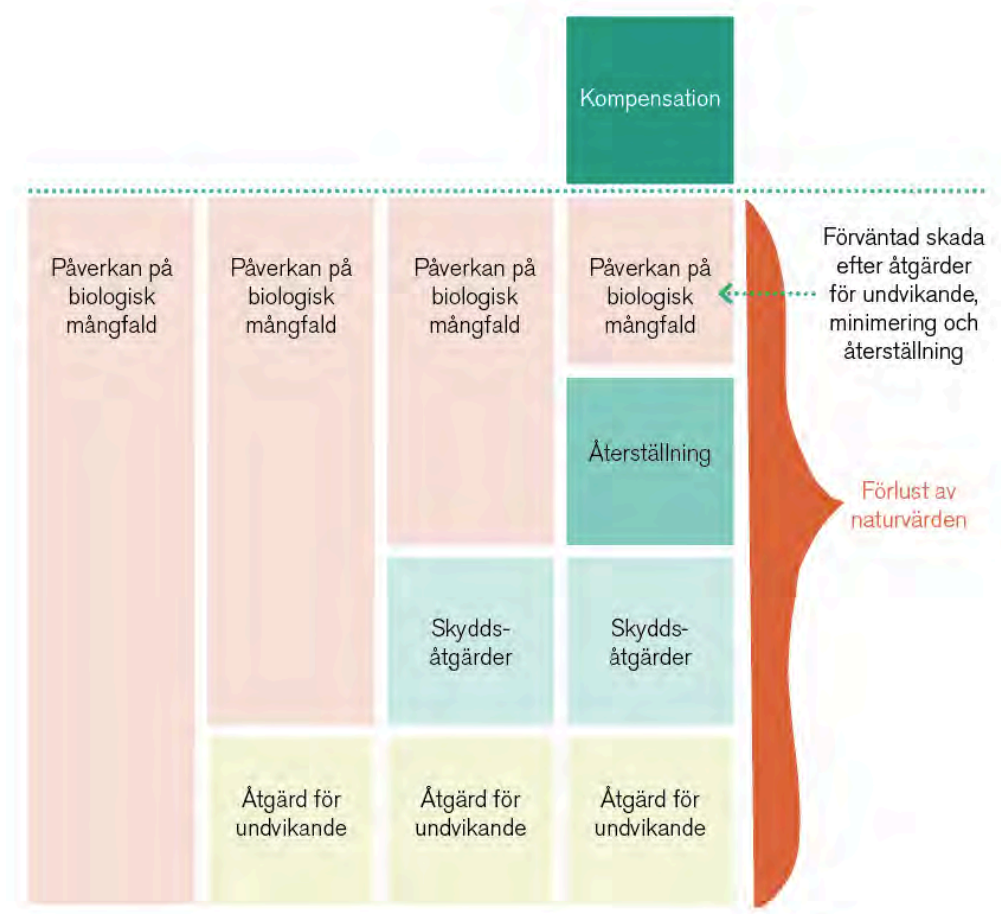 Kompensation
Påverkan på
biologisk
mångfald
Påverkan på
biologisk
mångfald
Påverkan på
biologisk
mångfald
Påverkan på
biologisk
mångfald
Förväntad skada
efter åtgärder
för undvikande,
minimering och
återställning
Återställning
Förlust av
naturvärden
Skydds-
åtgärder
Skydds-
åtgärder
Åtgärd för
undvikande
Åtgärd för
undvikande
Åtgärd för
undvikande